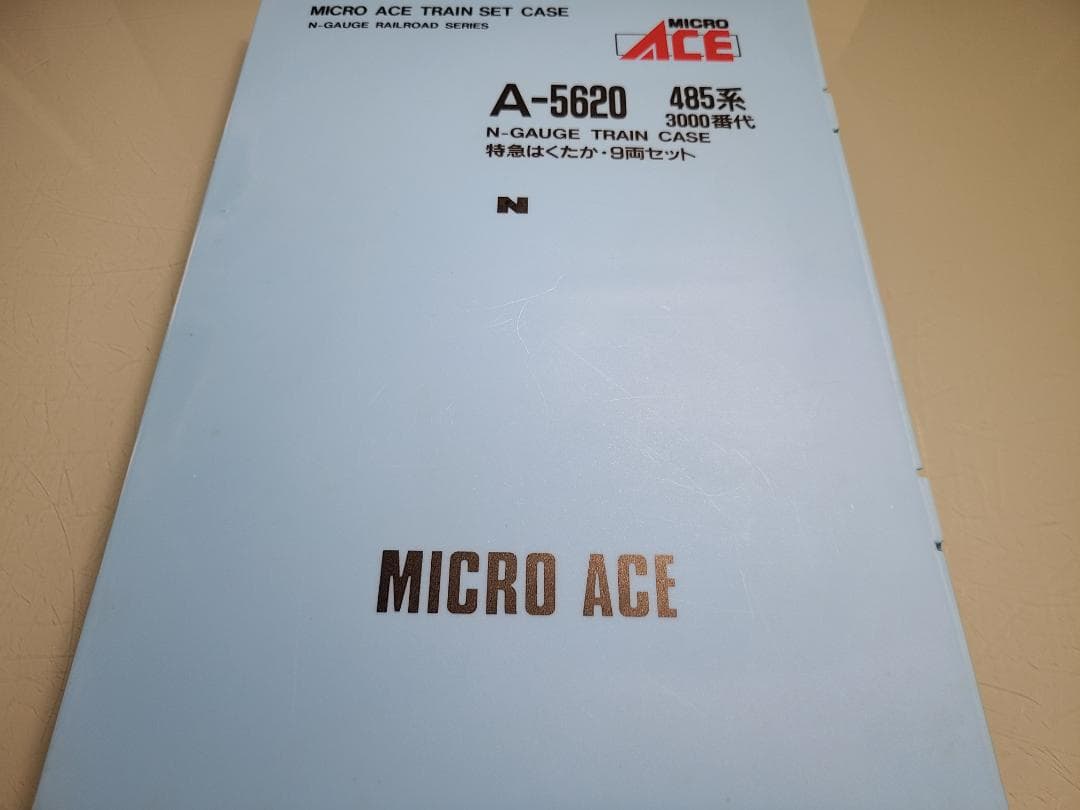 MICRO ACE TRAIN SET CASE
N-GAUGE RAILROAD SERIES
MICRO
ACE
A-5620 485系
3000番代
N-GAUGE TRAIN CASE
特急はくたか・9両セット
N
MICRO ACE